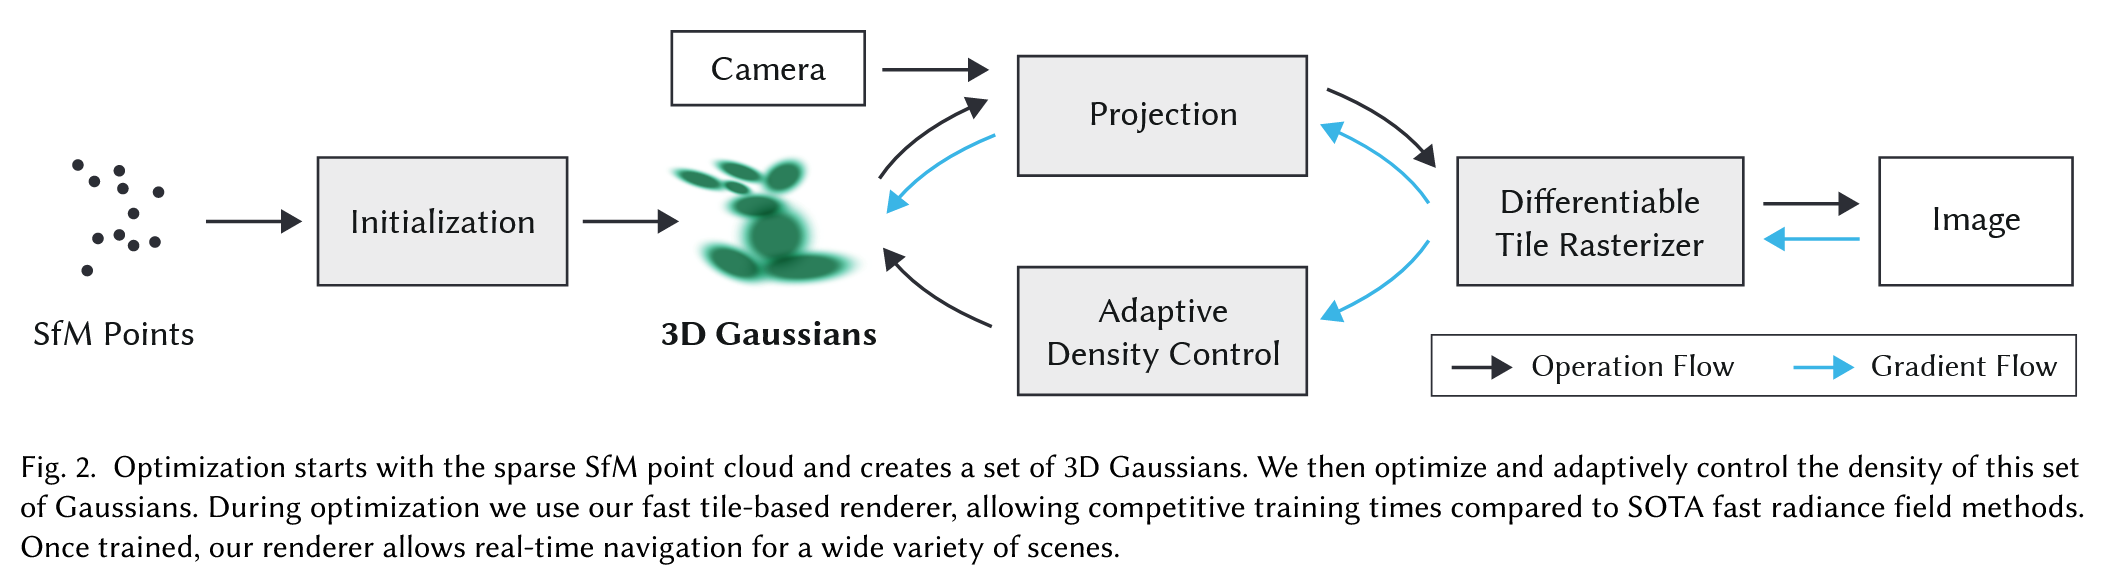 Camera
Projection
SfM Points
Initialization
3D Gaussians
Adaptive
Density Control
Differentiable
Tile Rasterizer
Image
Operation Flow
Gradient Flow
Fig. 2. Optimization starts with the sparse SfM point cloud and creates a set of 3D Gaussians. We then optimize and adaptively control the density of this set
of Gaussians. During optimization we use our fast tile-based renderer, allowing competitive training times compared to SOTA fast radiance field methods.
Once trained, our renderer allows real-time navigation for a wide variety of scenes.